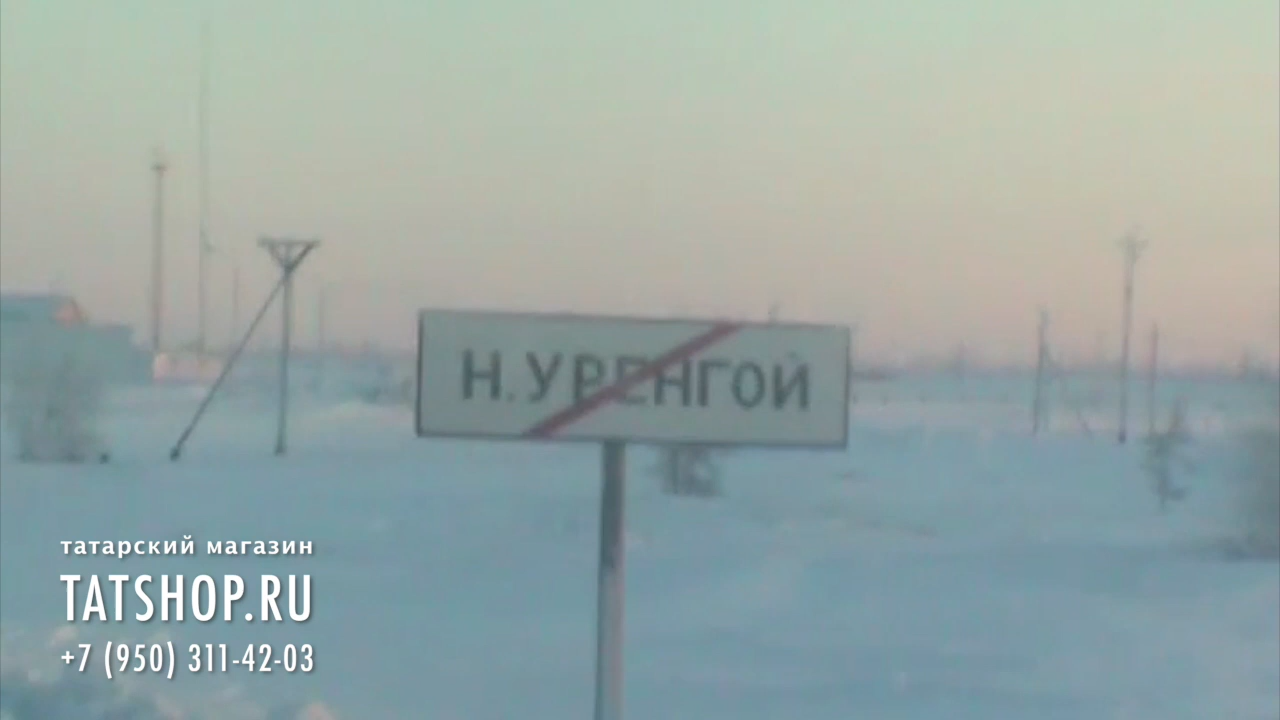 Н. УРЕНГОЙ
татарский магазин
TATSHOP.RU
+7 (950) 311-42-03